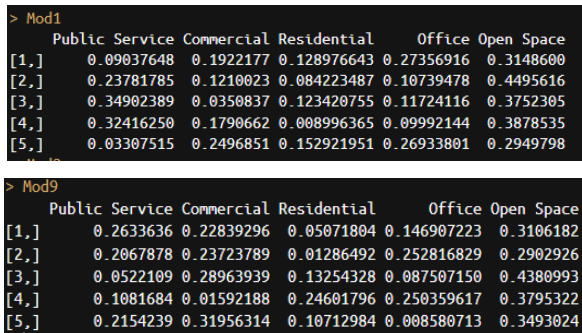 > Mod1
Public Service Commercial Residential Office Open Space
[1,] 0.09037648 0.1922177 0.128976643 0.27356916 0.3148600
[2,] 0.23781785 0.1210023 0.084223487 0.10739478 0.4495616
[3,] 0.34902389 0.0350837 0.123420755 0.11724116 0.3752305
[4,] 0.32416250 0.1790662 0.008996365 0.09992144 0.3878535
[5,] 0.03307515 0.2496851 0.152921951 0.26933801 0.2949798
> Mod9
Public Service Commercial Residential Office Open Space
[1,] 0.2633636 0.22839296 0.05071804 0.146907223 0.3106182
[2,] 0.2067878 0.23723789 0.01286492 0.252816829 0.2902926
[3,] 0.0522109 0.28963939 0.13254328 0.087507150 0.4380993
[4,] 0.1081684 0.01592188 0.24601796 0.250359617 0.3795322
[5,] 0.2154239 0.31956314 0.10712984 0.008580713 0.3493024